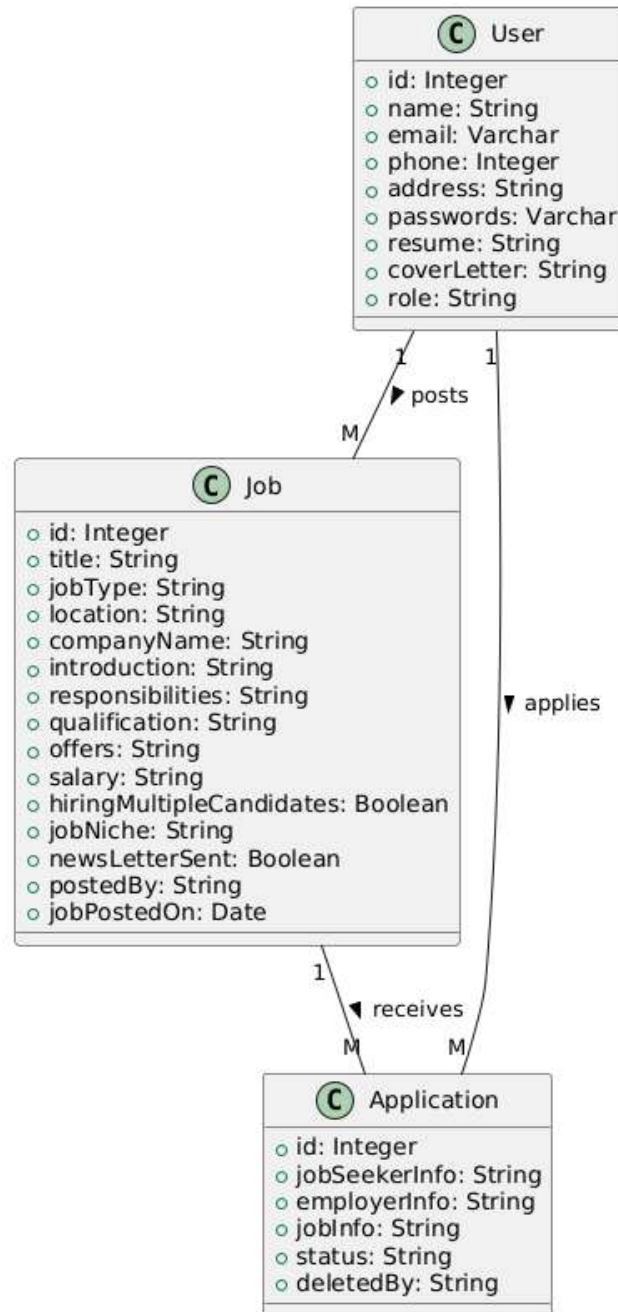 C User
id: Integer
name: String
email: Varchar
phone: Integer
address: String
passwords: Varchar
resume: String
coverLetter: String
role: String
1 1
posts
M
C Job
id: Integer
title: String
jobType: String
location: String
companyName: String
introduction: String
responsibilities: String
qualification: String
offers: String
salary: String
hiringMultipleCandidates: Boolean
jobNiche: String
newsLetterSent: Boolean
postedBy: String
jobPostedOn: Date
applies
1
receives
M M
C Application
id: Integer
jobSeekerInfo: String
employerInfo: String
jobInfo: String
status: String
deletedBy: String